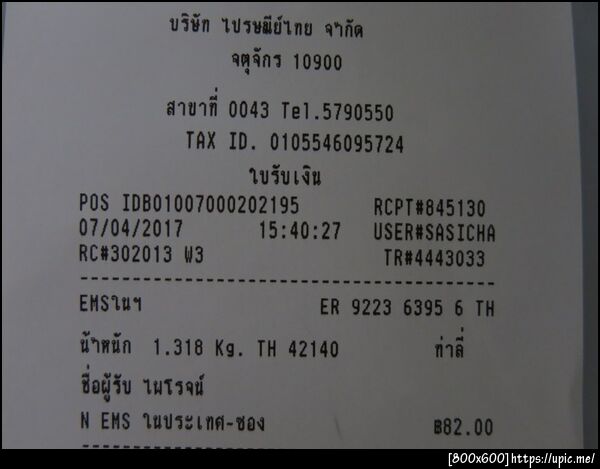 บริษัท ไปรษณีย์ไทย จำกัด
จตุจักร 10900
สาขาที่ 0043 Tel.5790550
TAX ID. 0105546095724
ใบรับเงิน
POS IDB01007000202195 RCPT#845130
07/04/2017 15:40:27 USER#SASICHA
RC#302013 W3 TR#4443033
EMSในฯ ER 9223 6395 6 TH
น้ำหนัก 1.318 Kg. TH 42140 ท่าลี่
ชื่อผู้รับ ไนโรจน์
N EMS ในประเทศ-ซอง ฿82.00
[800x600]https://upic.me/